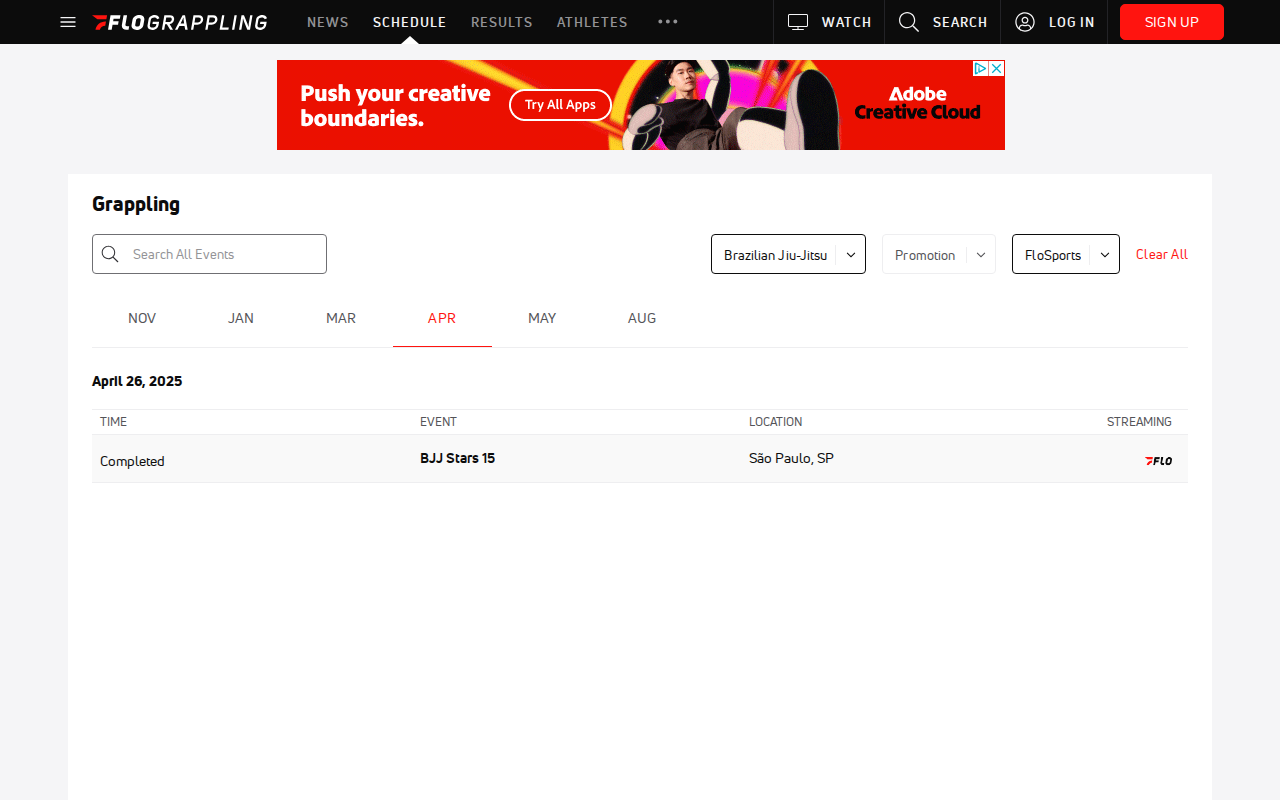 FLOGRAPPLING NEWS SCHEDULE RESULTS ATHLETES WATCH SEARCH LOG IN SIGN UP
Push your creative
boundaries.
Try All Apps
Adobe
Creative Cloud
Grappling
Search All Events Brazilian Jiu-Jitsu Promotion FloSports Clear All
NOV JAN MAR APR MAY AUG
April 26, 2025
TIME EVENT LOCATION STREAMING
Completed BJJ Stars 15 São Paulo, SP FLO